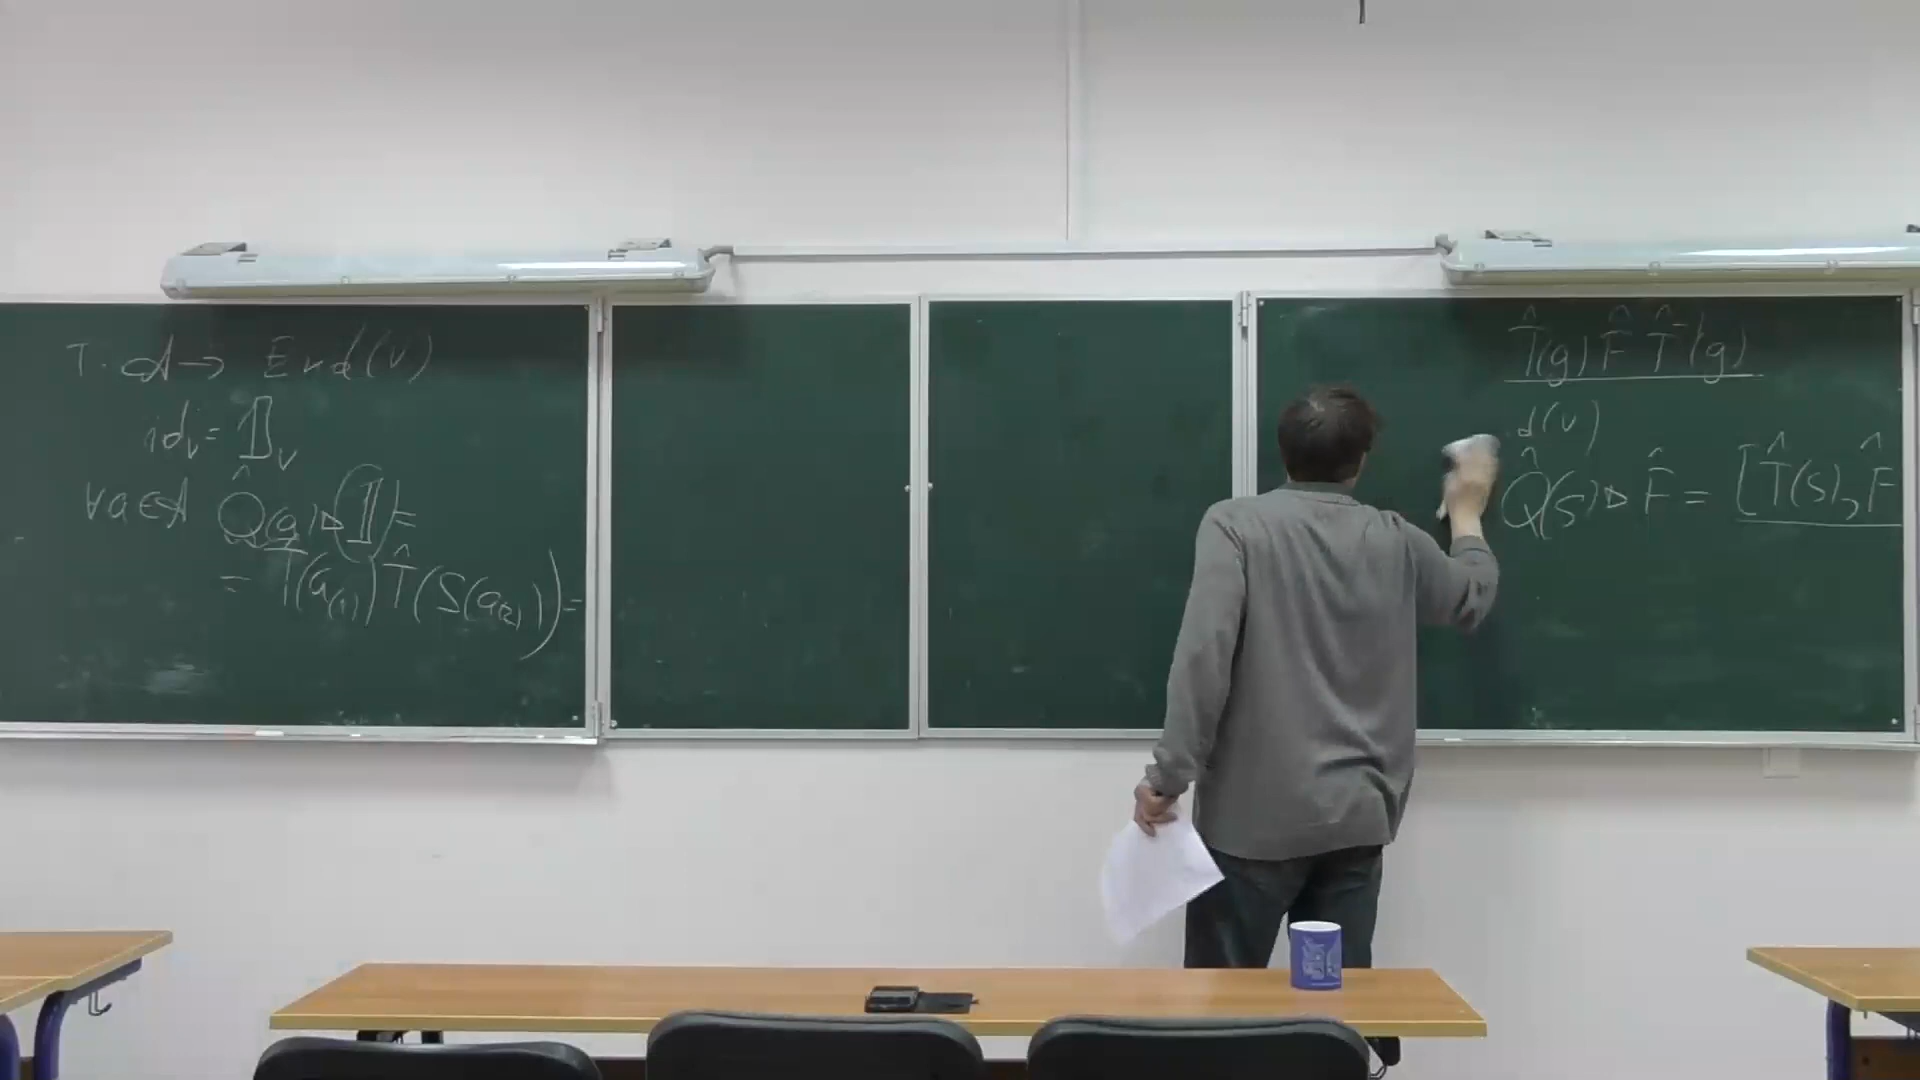 T. 𝒜 → End(V)
id_V = 𝟙_V
∀a∈𝒜 Q̂(a)▷𝟙 =
= T(a₍₁₎) T̂(S(a₍₂₎)) =
T̂(g) F̂ T̂⁻¹(g)
d(V)
Q̂(s)▷F̂ = [T̂(s), F̂